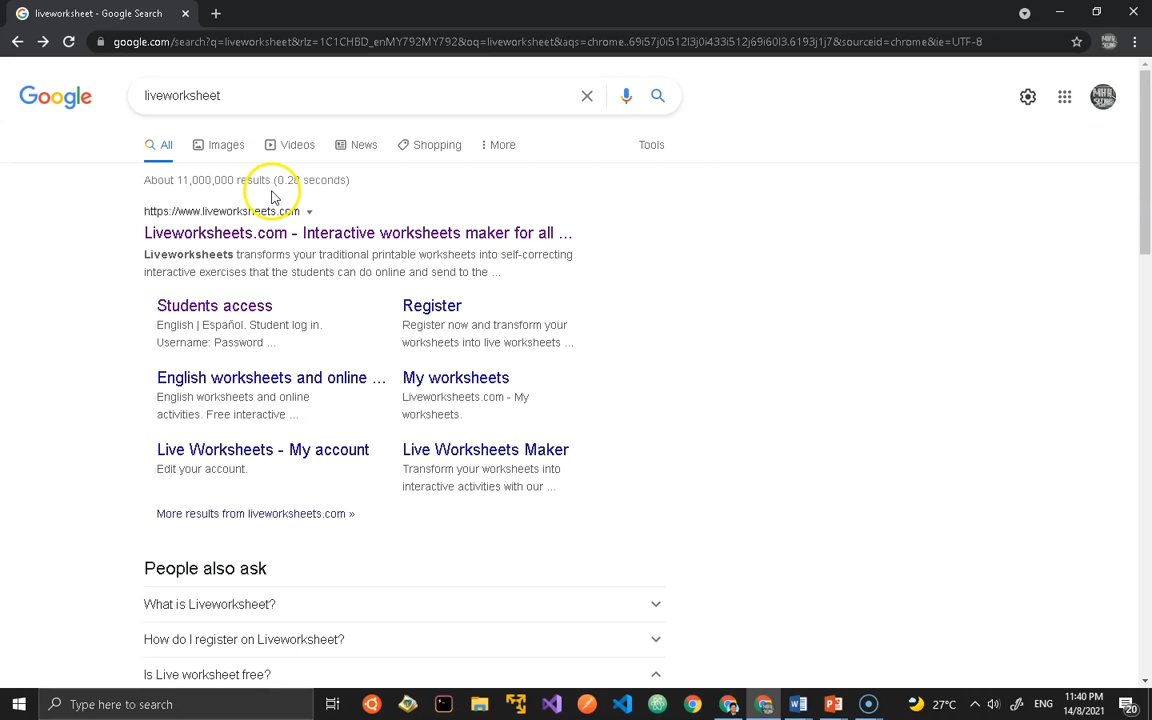 liveworksheet - Google Search
google.com/search?q=liveworksheet&rlz=1C1CHBD_enMY792MY792&oq=liveworksheet&aqs=chrome..69i57j0i512l3j0i433i512j69i60l3.6193j1j7&sourceid=chrome&ie=UTF-8
Google
liveworksheet
All Images Videos News Shopping More Tools
About 11,000,000 results (0.28 seconds)
https://www.liveworksheets.com
Liveworksheets.com - Interactive worksheets maker for all ...
Liveworksheets transforms your traditional printable worksheets into self-correcting
interactive exercises that the students can do online and send to the ...
Students access
English | Español. Student log in.
Username: Password ...
Register
Register now and transform your
worksheets into live worksheets ...
English worksheets and online ...
English worksheets and online
activities. Free interactive ...
My worksheets
Liveworksheets.com - My
worksheets.
Live Worksheets - My account
Edit your account.
Live Worksheets Maker
Transform your worksheets into
interactive activities with our ...
More results from liveworksheets.com »
People also ask
What is Liveworksheet?
How do I register on Liveworksheet?
Is Live worksheet free?
Type here to search
27°C
ENG
11:40 PM
14/8/2021
20